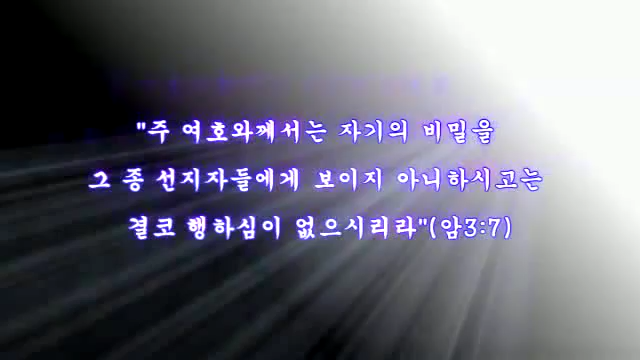 "주 여호와께서는 자기의 비밀을
그 종 선지자들에게 보이지 아니하시고는
결코 행하심이 없으시리라"(암3:7)